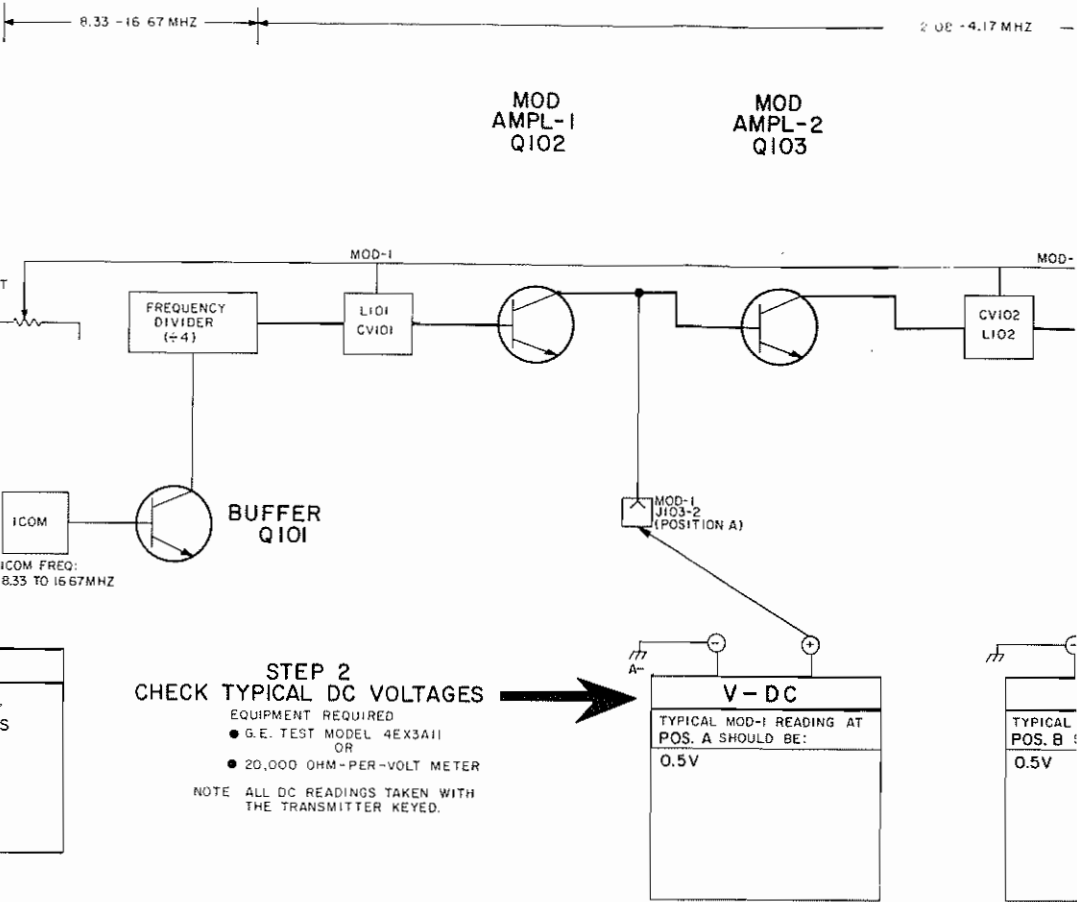 8.33 -16 67 MHZ
2 08 -4.17 MHZ
MOD
AMPL-1
Q102
MOD
AMPL-2
Q103
MOD-1
MOD-
T
FREQUENCY
DIVIDER
(÷4)
L101
CV101
CV102
L102
ICOM
BUFFER
Q101
MOD-1
J103-2
(POSITION A)
ICOM FREQ:
8.33 TO 16 67MHZ
S
STEP 2
CHECK TYPICAL DC VOLTAGES
EQUIPMENT REQUIRED
● G.E. TEST MODEL 4EX3A11
OR
● 20,000 OHM-PER-VOLT METER
NOTE ALL DC READINGS TAKEN WITH
THE TRANSMITTER KEYED.
A-
-
+
V-DC
TYPICAL MOD-1 READING AT
POS. A SHOULD BE:
0.5V
TYPICAL
POS. B
0.5V